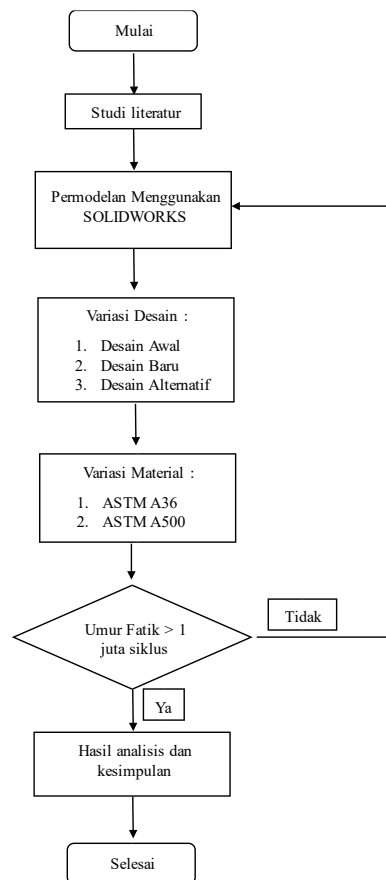 Mulai
Studi literatur
Permodelan Menggunakan
SOLIDWORKS
Variasi Desain :
1. Desain Awal
2. Desain Baru
3. Desain Alternatif
Variasi Material :
1. ASTM A36
2. ASTM A500
Umur Fatik > 1
juta siklus
Tidak
Ya
Hasil analisis dan
kesimpulan
Selesai